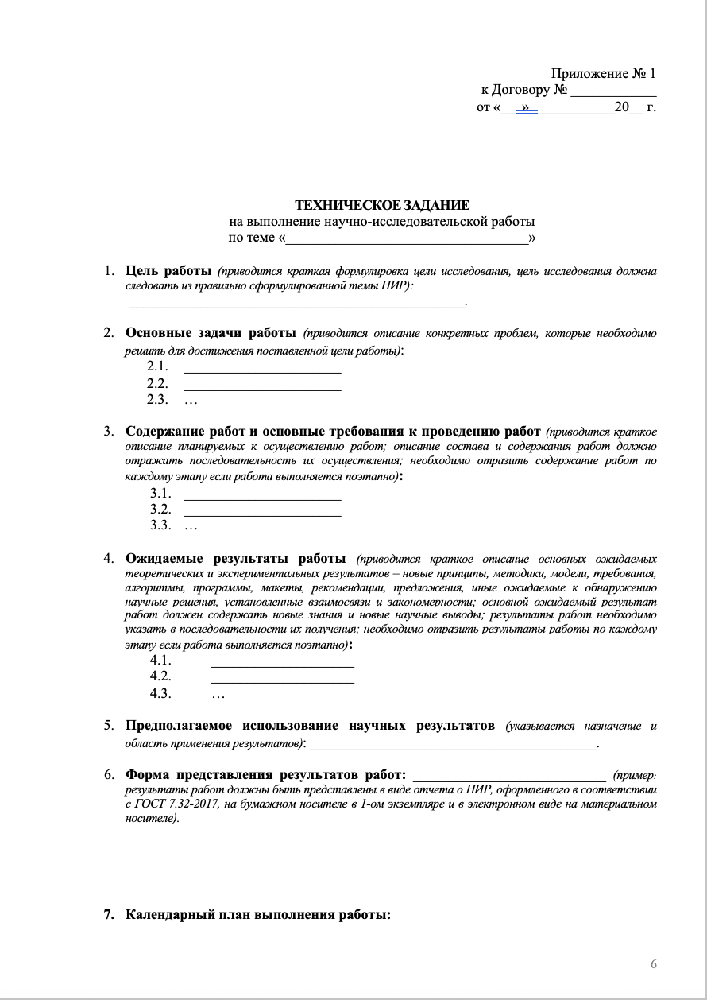 Приложение № 1
к Договору № ____________
от «__ _»___________20__ г.
ТЕХНИЧЕСКОЕ ЗАДАНИЕ
на выполнение научно-исследовательской работы
по теме «__________________________________»
1. Цель работы (приводится краткая формулировка цели исследования, цель исследования должна
следовать из правильно сформулированной темы НИР):
_______________________________________________.
2. Основные задачи работы (приводится описание конкретных проблем, которые необходимо
решить для достижения поставленной цели работы):
2.1. ______________________
2.2. ______________________
2.3. …
3. Содержание работ и основные требования к проведению работ (приводится краткое
описание планируемых к осуществлению работ; описание состава и содержания работ должно
отражать последовательность их осуществления; необходимо отразить содержание работ по
каждому этапу если работа выполняется поэтапно):
3.1. ______________________
3.2. ______________________
3.3. …
4. Ожидаемые результаты работы (приводится краткое описание основных ожидаемых
теоретических и экспериментальных результатов – новые принципы, методики, модели, требования,
алгоритмы, программы, макеты, рекомендации, предложения, иные ожидаемые к обнаружению
научные решения, установленные взаимосвязи и закономерности; основной ожидаемый результат
работ должен содержать новые знания и новые научные выводы; результаты работ необходимо
указать в последовательности их получения; необходимо отразить результаты работы по каждому
этапу если работа выполняется поэтапно):
4.1. ____________________
4.2. ____________________
4.3. …
5. Предполагаемое использование научных результатов (указывается назначение и
область применения результатов): ________________________________________.
6. Форма представления результатов работ: ___________________________ (пример:
результаты работ должны быть представлены в виде отчета о НИР, оформленного в соответствии
с ГОСТ 7.32-2017, на бумажном носителе в 1-ом экземпляре и в электронном виде на материальном
носителе).
7. Календарный план выполнения работы:
6